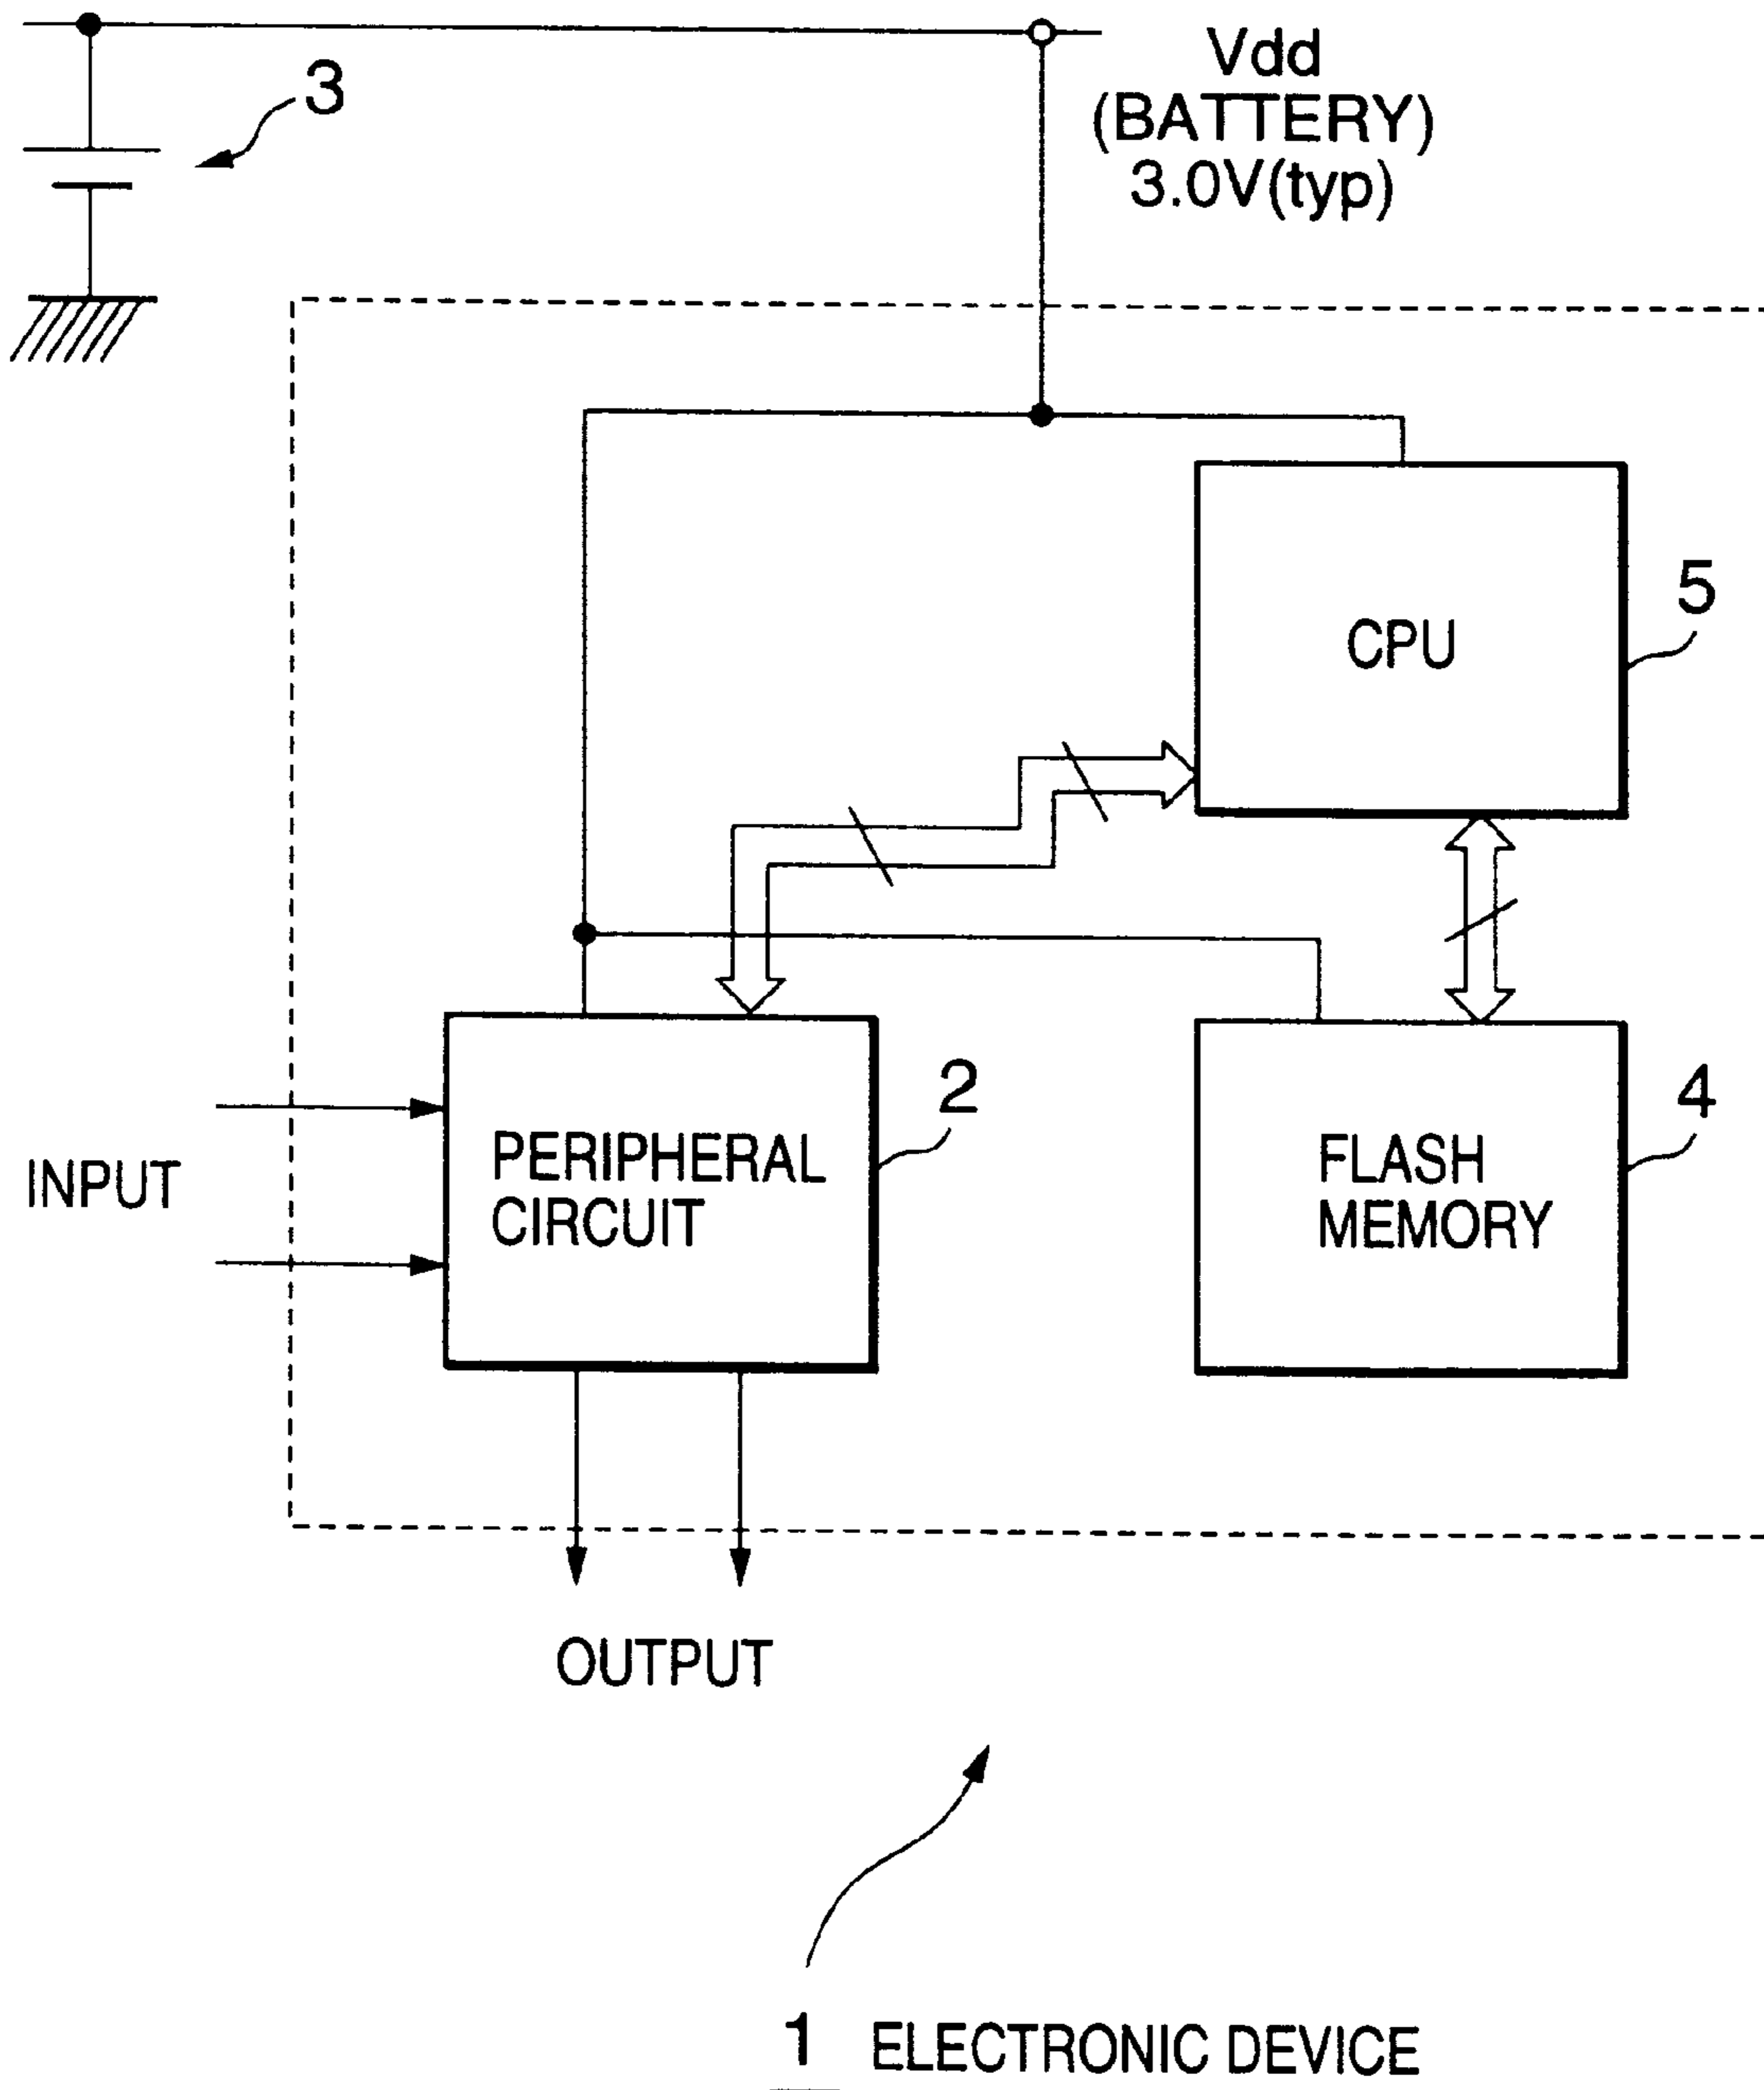 3
Vdd
(BATTERY)
3.0V(typ)
5
CPU
2
4
INPUT
PERIPHERAL
CIRCUIT
FLASH
MEMORY
OUTPUT
1 ELECTRONIC DEVICE